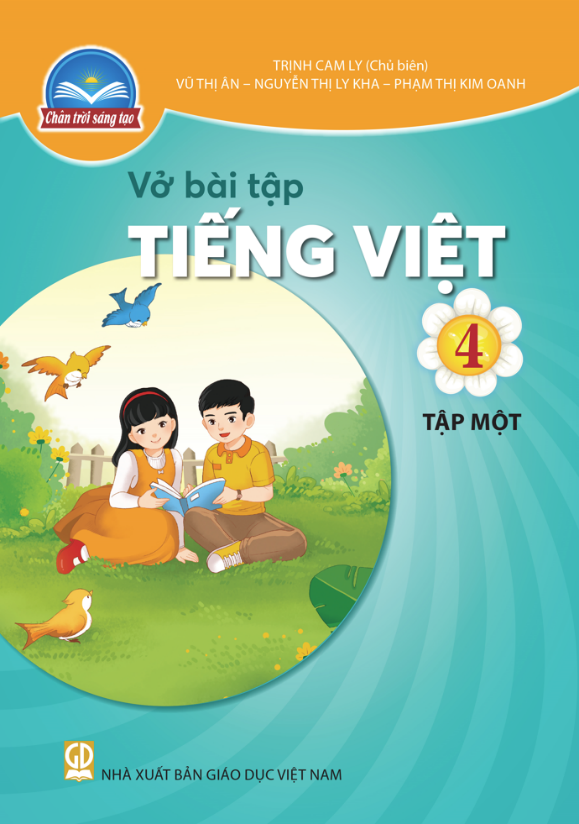 TRỊNH CAM LY (Chủ biên)
VŨ THỊ ÂN – NGUYỄN THỊ LY KHA – PHẠM THỊ KIM OANH
Chân trời sáng tạo
Vở bài tập
TIẾNG VIỆT
4
TẬP MỘT
GD
NHÀ XUẤT BẢN GIÁO DỤC VIỆT NAM